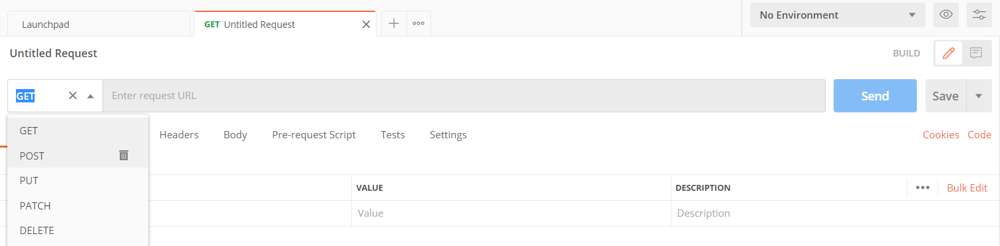 Launchpad
GET Untitled Request
No Environment
Untitled Request
BUILD
GET
Enter request URL
Send
Save
GET
POST
PUT
PATCH
DELETE
Headers
Body
Pre-request Script
Tests
Settings
Cookies
Code
VALUE
DESCRIPTION
Bulk Edit
Value
Description